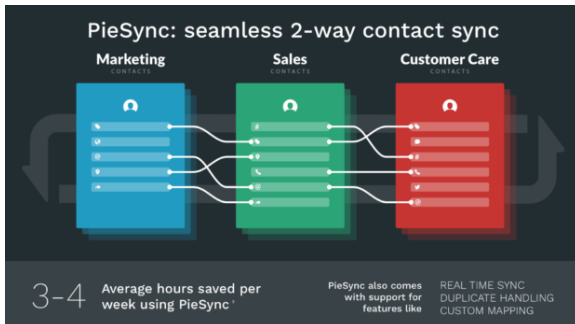 PieSync: seamless 2-way contact sync
Marketing
CONTACTS
Sales
CONTACTS
Customer Care
CONTACTS
3-4
Average hours saved per
week using PieSync
PieSync also comes
with support for
features like
REAL TIME SYNC
DUPLICATE HANDLING
CUSTOM MAPPING